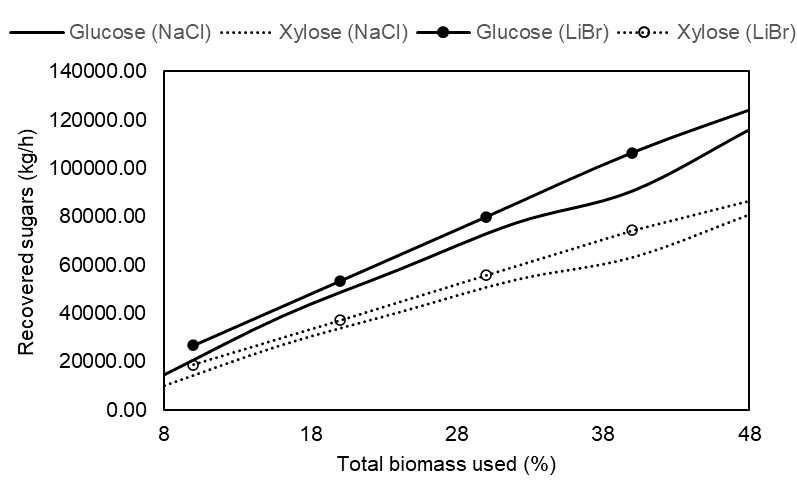 Glucose (NaCl) Xylose (NaCl) Glucose (LiBr) Xylose (LiBr)
140000.00
120000.00
100000.00
80000.00
60000.00
40000.00
20000.00
0.00
Recovered sugars (kg/h)
8 18 28 38 48
Total biomass used (%)